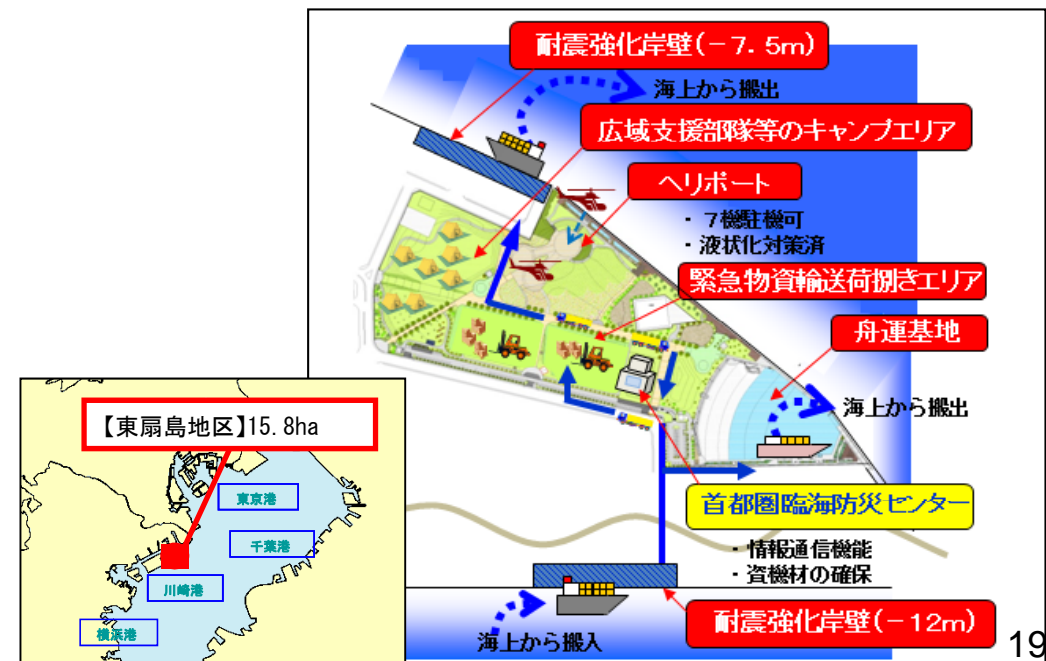 耐震強化岸壁(－7.5m)
海上から搬出
広域支援部隊等のキャンプエリア
ヘリポート
・7機駐機可
・液状化対策済
緊急物資輸送荷捌きエリア
舟運基地
海上から搬出
【東扇島地区】15.8ha
東京港
千葉港
川崎港
横浜港
首都圏臨海防災センター
・情報通信機能
・資機材の確保
耐震強化岸壁(－12m)
海上から搬入
19